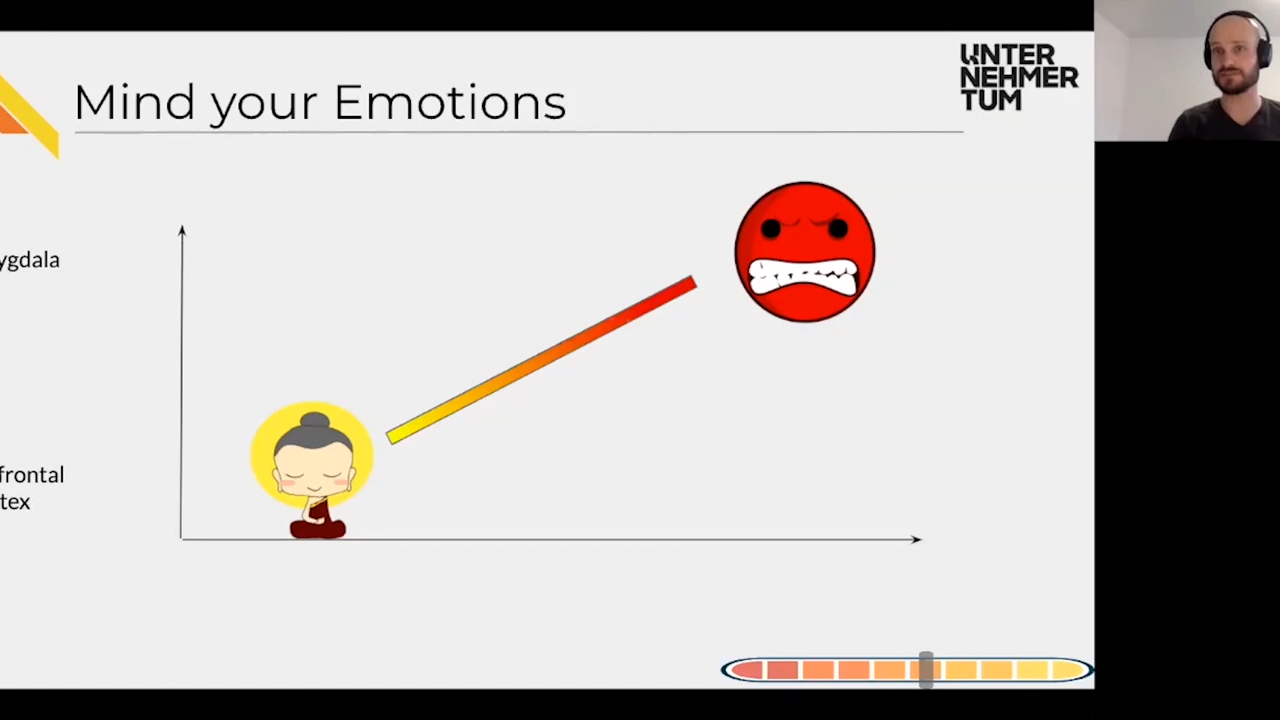 Mind your Emotions
UNTER
NEHMER
TUM
ygdala
frontal
tex